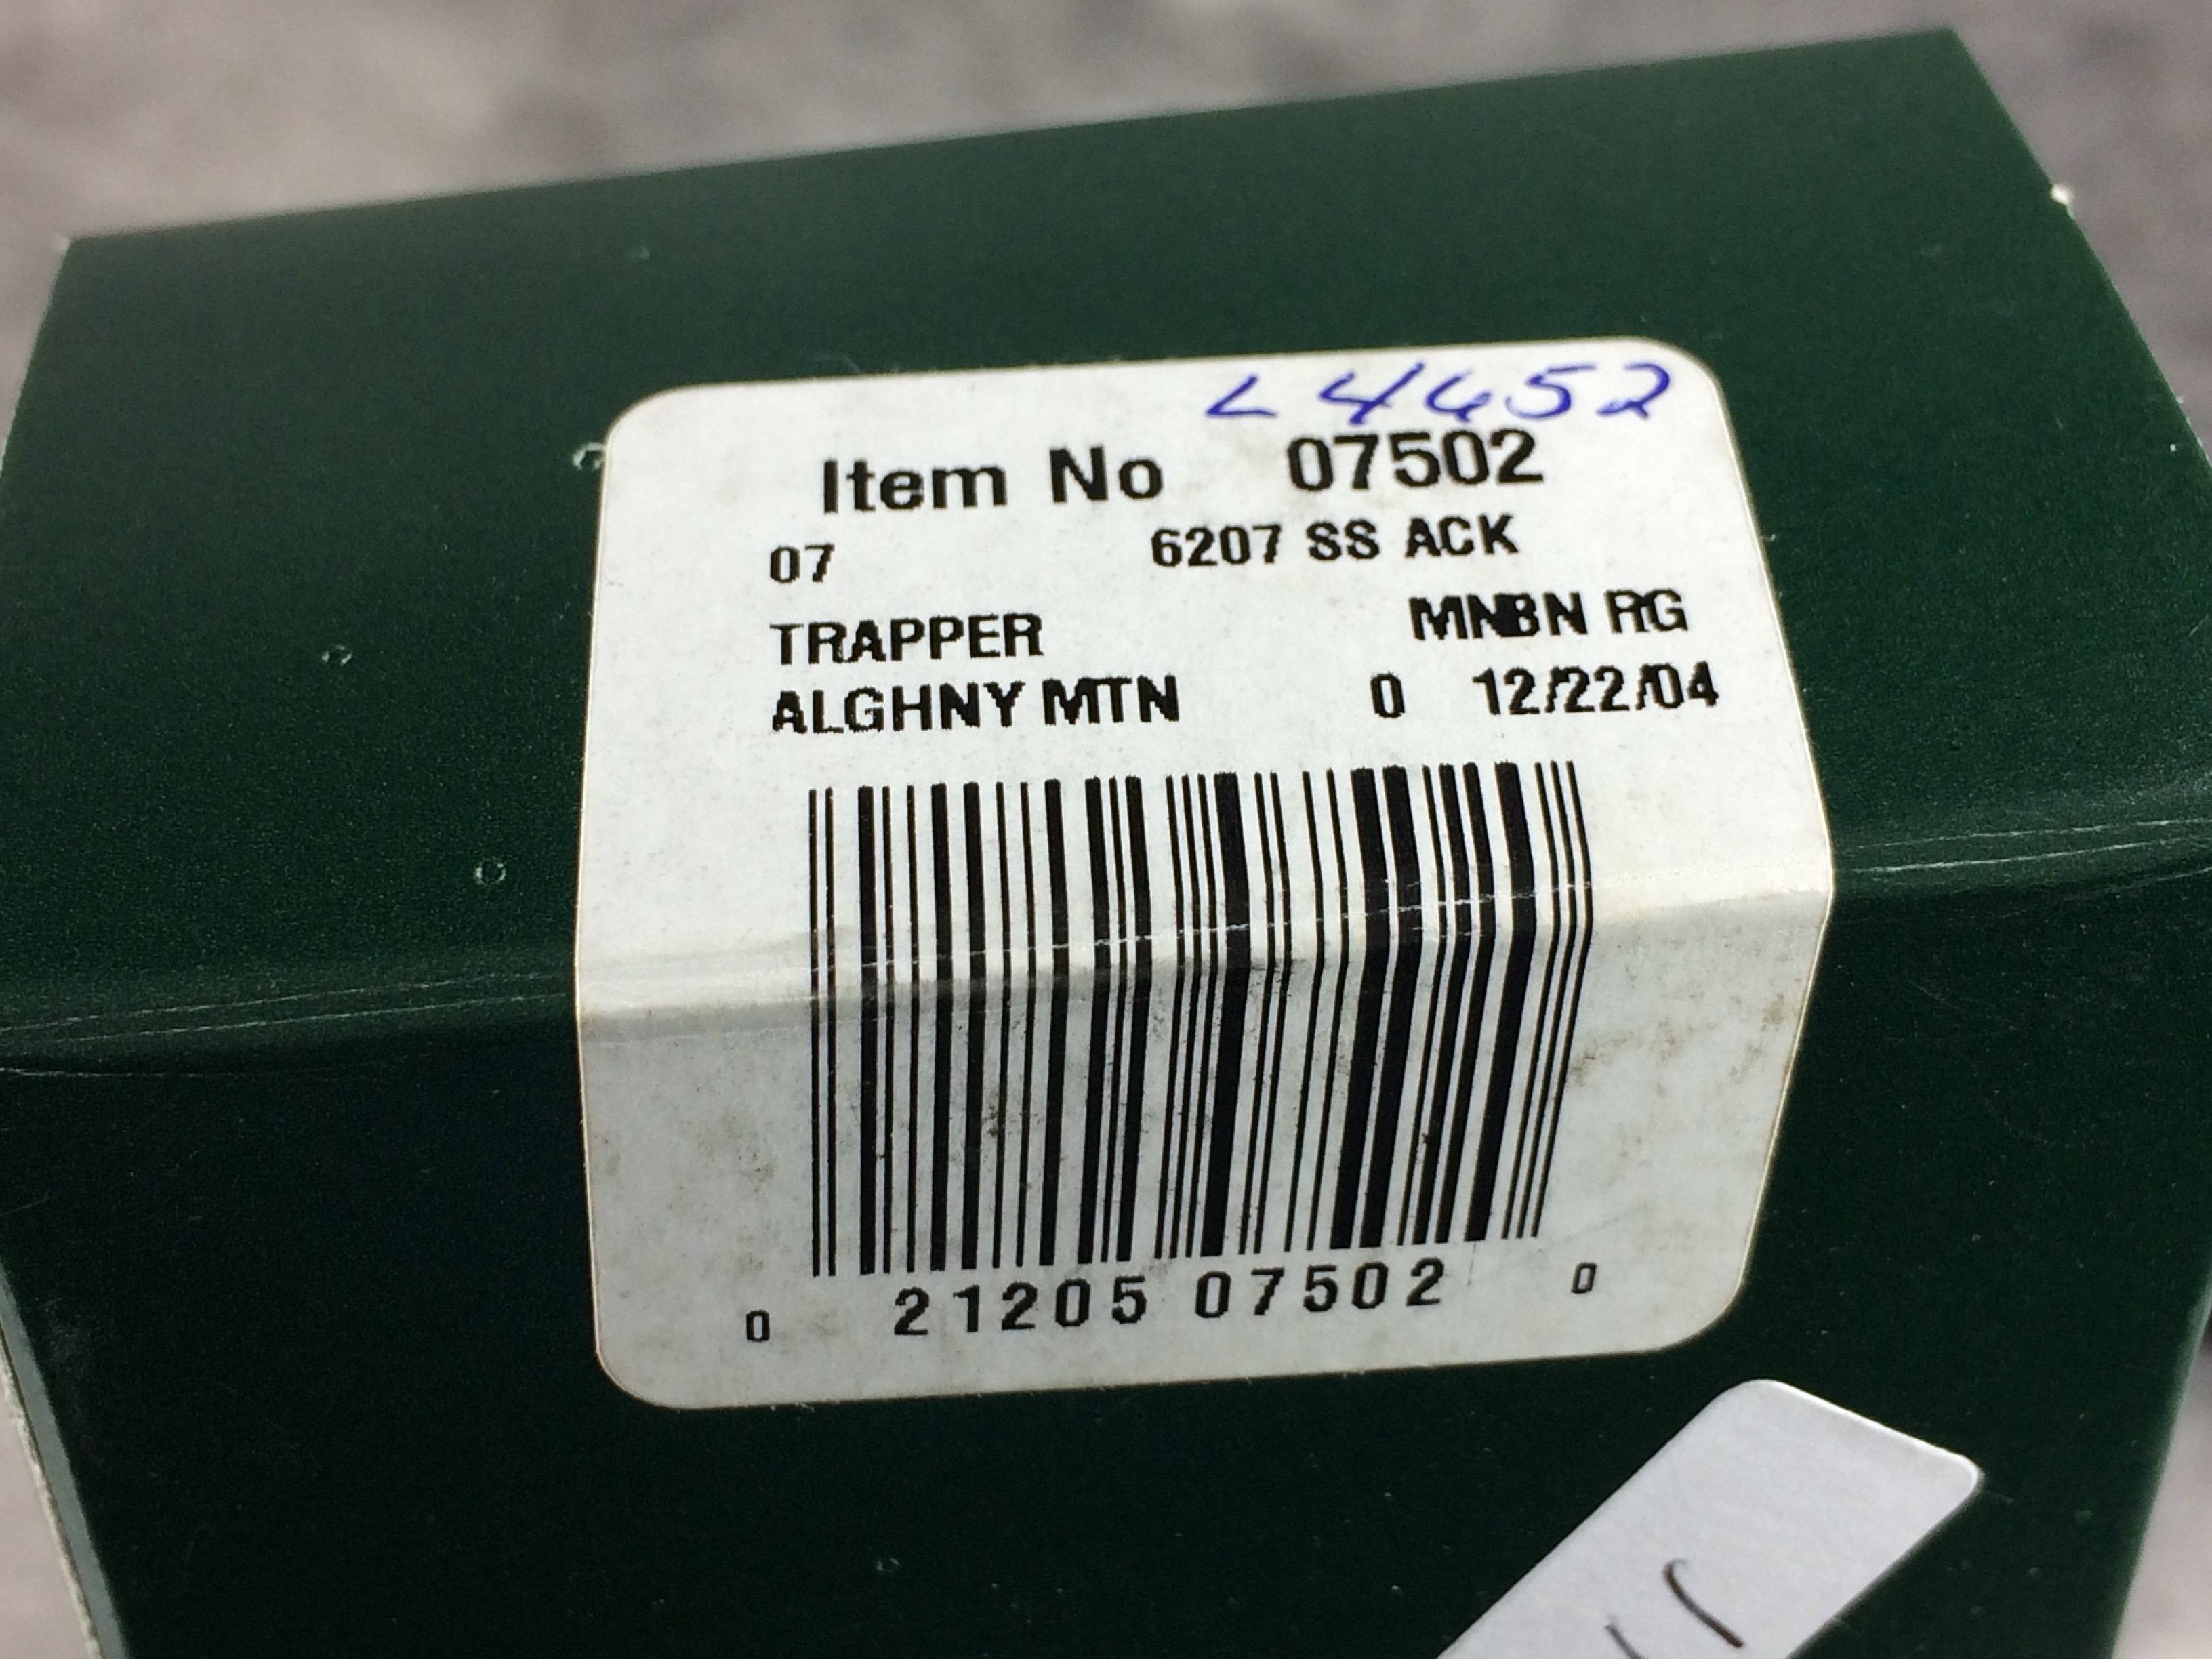 L4652
Item No 07502
07 6207 SS ACK
TRAPPER MNBN RG
ALGHNY MTN 0 12/22/04
0 21205 07502 0